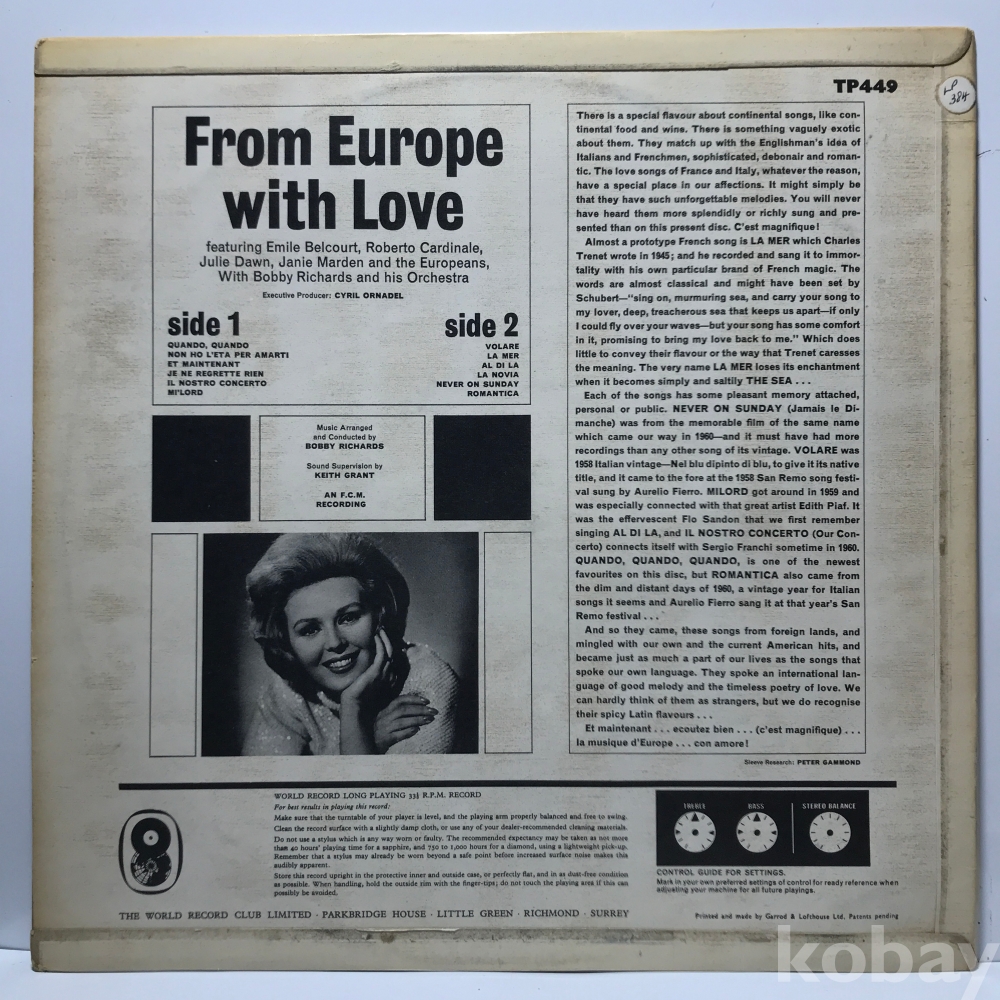 TP449
LP
384
From Europe
with Love
featuring Emile Belcourt, Roberto Cardinale,
Julie Dawn, Janie Marden and the Europeans,
With Bobby Richards and his Orchestra
Executive Producer: CYRIL ORNADEL
side 1
QUANDO, QUANDO
NON HO L'ETA PER AMARTI
ET MAINTENANT
JE NE REGRETTE RIEN
IL NOSTRO CONCERTO
MI'LORD
side 2
VOLARE
LA MER
AL DI LA
LA NOVIA
NEVER ON SUNDAY
ROMANTICA
Music Arranged
and Conducted by
BOBBY RICHARDS
Sound Supervision by
KEITH GRANT
AN F.C.M.
RECORDING
There is a special flavour about continental songs, like con-
tinental food and wine. There is something vaguely exotic
about them. They match up with the Englishman's idea of
Italians and Frenchmen, sophisticated, debonair and roman-
tic. The love songs of France and Italy, whatever the reason,
have a special place in our affections. It might simply be
that they have such unforgettable melodies. You will never
have heard them more splendidly or richly sung and pre-
sented than on this present disc. C'est magnifique!
Almost a prototype French song is LA MER which Charles
Trenet wrote in 1945; and he recorded and sang it to immor-
tality with his own particular brand of French magic. The
words are almost classical and might have been set by
Schubert—"sing on, murmuring sea, and carry your song to
my lover, deep, treacherous sea that keeps us apart—if only
I could fly over your waves—but your song has some comfort
in it, promising to bring my love back to me." Which does
little to convey their flavour or the way that Trenet caresses
the meaning. The very name LA MER loses its enchantment
when it becomes simply and saltily THE SEA . . .
Each of the songs has some pleasant memory attached,
personal or public. NEVER ON SUNDAY (Jamais le Di-
manche) was from the memorable film of the same name
which came our way in 1960—and it must have had more
recordings than any other song of its vintage. VOLARE was
1958 Italian vintage—Nel blu dipinto di blu, to give it its native
title, and it came to the fore at the 1958 San Remo song festi-
val sung by Aurelio Fierro. MILORD got around in 1959 and
was especially connected with that great artist Edith Piaf. It
was the effervescent Flo Sandon that we first remember
singing AL DI LA, and IL NOSTRO CONCERTO (Our Con-
certo) connects itself with Sergio Franchi sometime in 1960.
QUANDO, QUANDO, QUANDO, is one of the newest
favourites on this disc, but ROMANTICA also came from
the dim and distant days of 1960, a vintage year for Italian
songs it seems and Aurelio Fierro sang it at that year's San
Remo festival . . .
And so they came, these songs from foreign lands, and
mingled with our own and the current American hits, and
became just as much a part of our lives as the songs that
spoke our own language. They spoke an international lan-
guage of good melody and the timeless poetry of love. We
can hardly think of them as strangers, but we do recognise
their spicy Latin flavours . . .
Et maintenant . . . ecoutez bien . . . (c'est magnifique) . . .
la musique d'Europe . . . con amore!
Sleeve Research: PETER GAMMOND
WORLD RECORD LONG PLAYING 33⅓ R.P.M. RECORD
For best results in playing this record:
Make sure that the turntable of your player is level, and the playing arm properly balanced and free to swing.
Clean the record surface with a slightly damp cloth, or use any of your dealer-recommended cleaning materials.
Do not use a stylus which is any way worn or faulty. The recommended expectancy may be taken as not more
than 40 hours' playing time for a sapphire, and 750 to 1,000 hours for a diamond, using a lightweight pick-up.
Remember that a stylus may already be worn beyond a safe point before increased surface noise makes this
audibly apparent.
Store this record upright in the protective inner and outside case, or perfectly flat, and in as dust-free condition
as possible. When handling, hold the outside rim with the finger-tips; do not touch the playing area if this can
possibly be avoided.
TREBLE
BASS
STEREO BALANCE
CONTROL GUIDE FOR SETTINGS.
Mark in your own preferred settings of control for ready reference when
adjusting your machine for all future playings.
THE WORLD RECORD CLUB LIMITED · PARKBRIDGE HOUSE · LITTLE GREEN · RICHMOND · SURREY
Printed and made by Garrod & Lofthouse Ltd. Patents pending
kobay